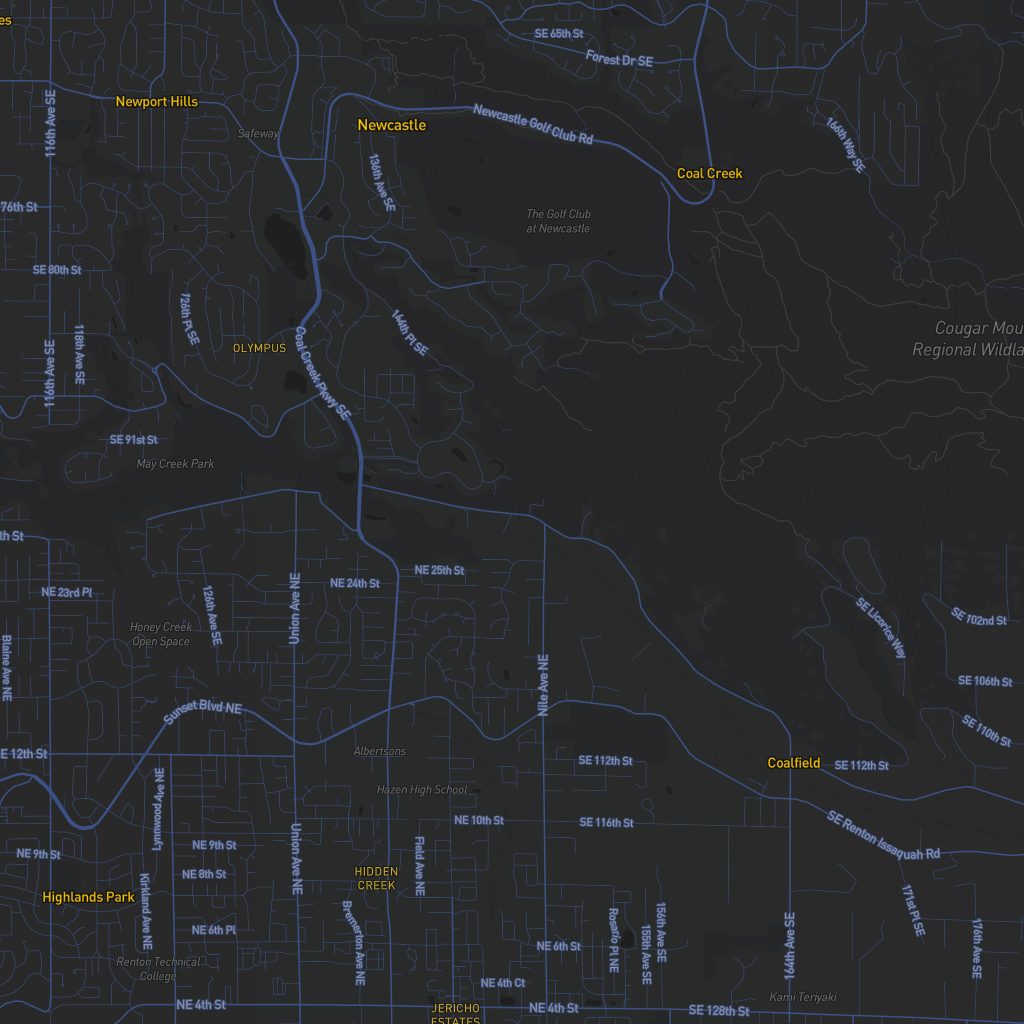 es
SE 65th St
Forest Dr SE
Newport Hills
116th Ave SE
Safeway
Newcastle
Newcastle Golf Club Rd
166th Way SE
136th Ave SE
Coal Creek
76th St
The Golf Club
at Newcastle
SE 80th St
126th Pl SE
144th Pl SE
118th Ave SE
116th Ave SE
OLYMPUS
Coal Creek Pkwy SE
Cougar Mou
Regional Wildla
SE 91st St
May Creek Park
th St
NE 25th St
NE 24th St
NE 23rd Pl
126th Ave SE
Union Ave NE
SE Licorice Way
SE 102nd St
Honey Creek
Open Space
Blaine Ave NE
Nile Ave NE
SE 106th St
Sunset Blvd NE
SE 110th St
E 12th St
Albertsons
SE 112th St
Coalfield
SE 112th St
Hazen High School
Lynnwood Ave NE
NE 10th St
SE 116th St
SE Renton Issaquah Rd
NE 9th St
NE 9th St
Union Ave NE
Field Ave NE
NE 8th St
HIDDEN
CREEK
Highlands Park
Kirkland Ave NE
Bremerton Ave NE
171st Pl SE
NE 6th Pl
NE 6th St
Rosario Pl NE
155th Ave SE
156th Ave SE
164th Ave SE
176th Ave SE
Renton Technical
College
NE 4th Ct
Kami Teriyaki
NE 4th St
JERICHO
ESTATES
NE 4th St
SE 128th St